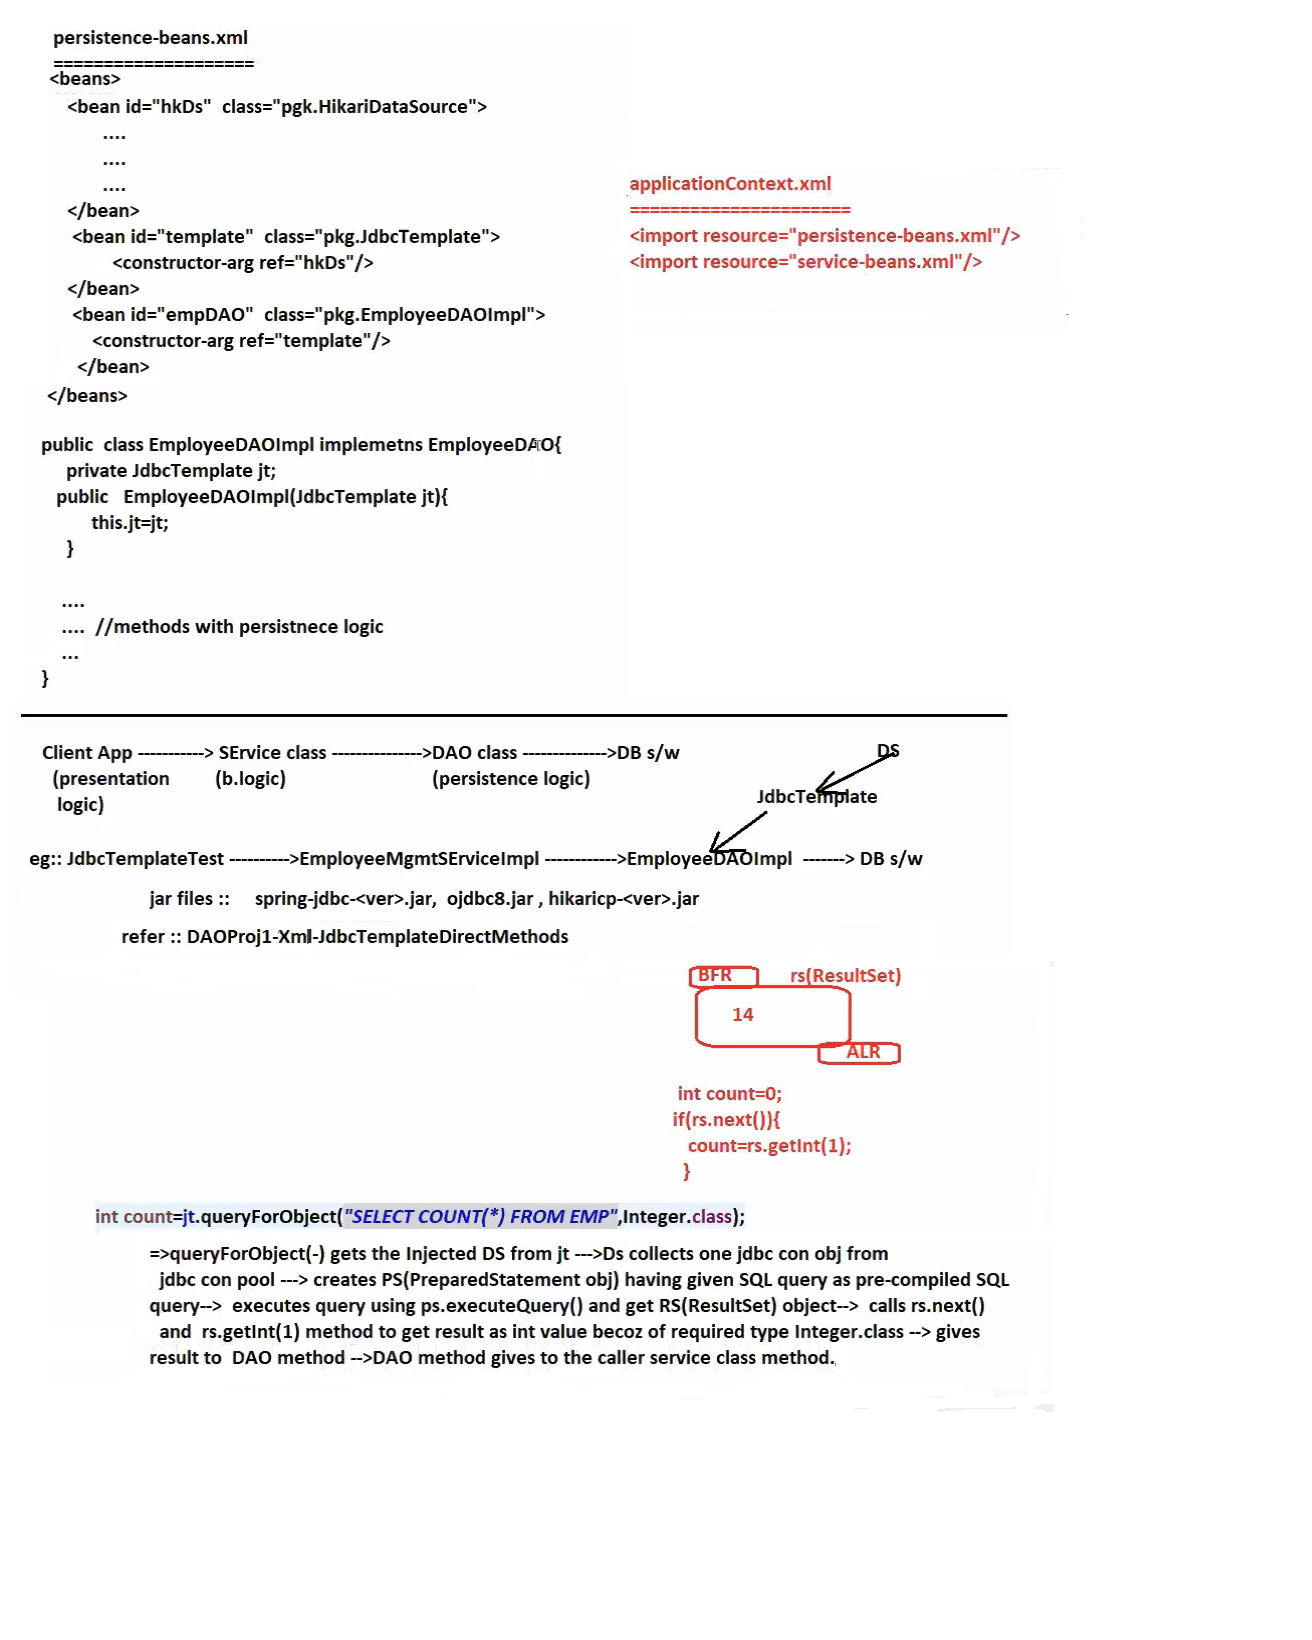 persistence-beans.xml
====================
<beans>
<bean id="hkDs" class="pgk.HikariDataSource">
....
....
....
</bean>
<bean id="template" class="pkg.JdbcTemplate">
<constructor-arg ref="hkDs"/>
</bean>
<bean id="empDAO" class="pkg.EmployeeDAOImpl">
<constructor-arg ref="template"/>
</bean>
</beans>
applicationContext.xml
======================
<import resource="persistence-beans.xml"/>
<import resource="service-beans.xml"/>
public class EmployeeDAOImpl implemetns EmployeeDAO{
private JdbcTemplate jt;
public EmployeeDAOImpl(JdbcTemplate jt){
this.jt=jt;
}
....
.... //methods with persistnece logic
...
}
Client App -----------> SErvice class --------------->DAO class -------------->DB s/w
(presentation (b.logic) (persistence logic)
logic)
DS
JdbcTemplate
eg:: JdbcTemplateTest ---------->EmployeeMgmtSErviceImpl ------------>EmployeeDAOImpl -------> DB s/w
jar files :: spring-jdbc-<ver>.jar, ojdbc8.jar , hikaricp-<ver>.jar
refer :: DAOProj1-Xml-JdbcTemplateDirectMethods
BFR rs(ResultSet)
14
ALR
int count=0;
if(rs.next()){
count=rs.getInt(1);
}
int count=jt.queryForObject("SELECT COUNT(*) FROM EMP",Integer.class);
=>queryForObject(-) gets the Injected DS from jt --->Ds collects one jdbc con obj from
jdbc con pool ---> creates PS(PreparedStatement obj) having given SQL query as pre-compiled SQL
query--> executes query using ps.executeQuery() and get RS(ResultSet) object--> calls rs.next()
and rs.getInt(1) method to get result as int value becoz of required type Integer.class --> gives
result to DAO method -->DAO method gives to the caller service class method.